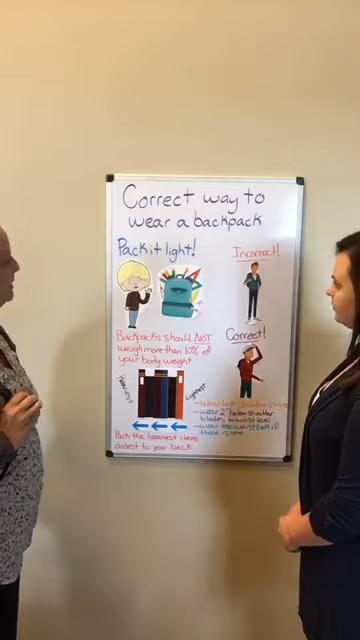 Correct way to
wear a backpack
Pack it light!
Incorrect!
Backpacks should NOT
weigh more than 10% of
your body weight
Correct!
Heaviest
Lightest
Pack the heaviest items
closest to your back
- Wear both shoulder straps
- wear 2" below shoulder
blades to waist level
- wear the waist belt if
there is one